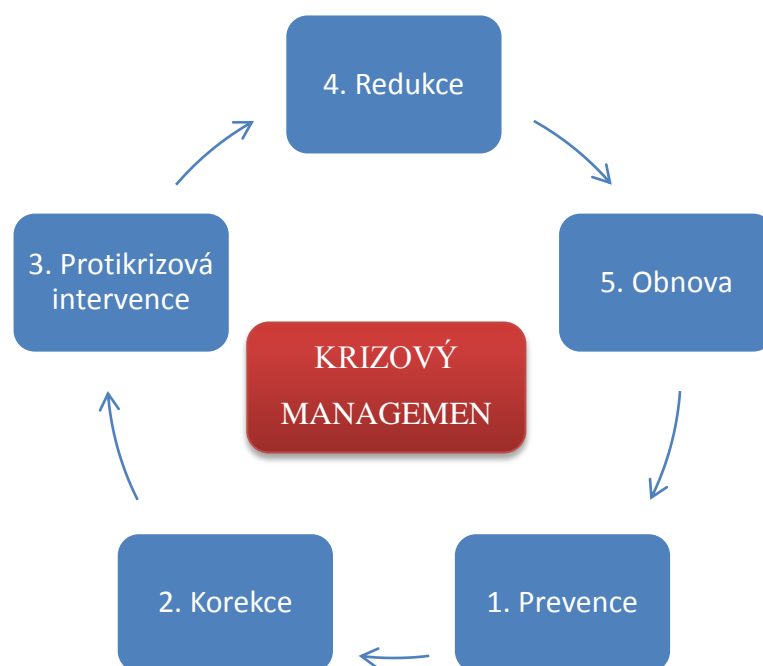 4. Redukce
3. Protikrizová
intervence
5. Obnova
KRIZOVÝ
MANAGEMEN
2. Korekce
1. Prevence